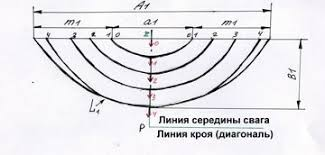 A1
m1 a1 m1
4 3 2 1 0 z 0 1 2 3 4
0
1
2
3
4
B1
L1
P
Линия середины свага
Линия кроя (диагональ)